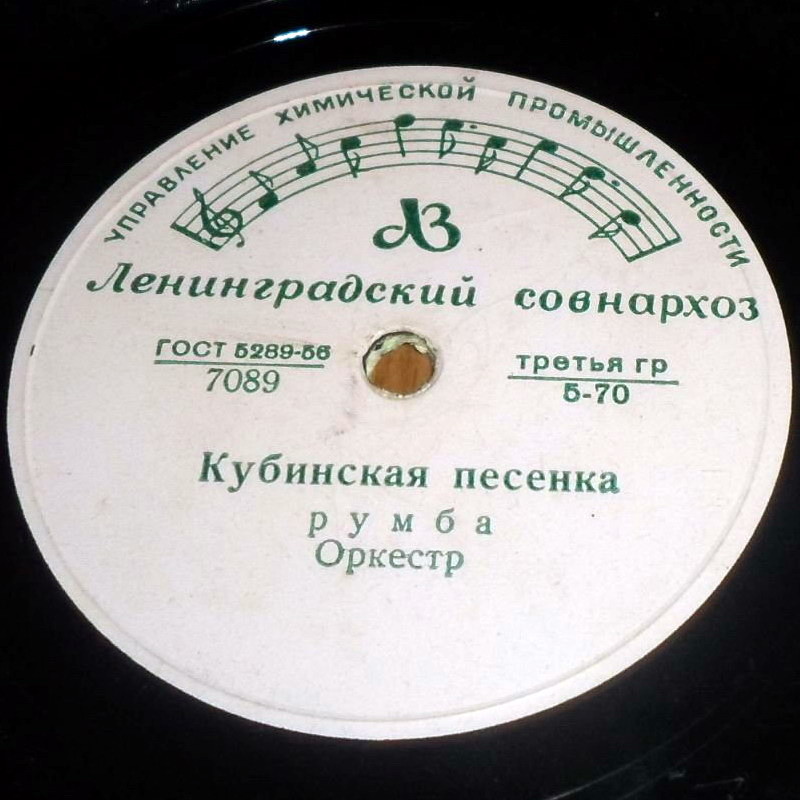 УПРАВЛЕНИЕ ХИМИЧЕСКОЙ ПРОМЫШЛЕННОСТИ
ЛЗ
Ленинградский совнархоз
ГОСТ 5289-56
7089
третья гр
5-70
Кубинская песенка
румба
Оркестр